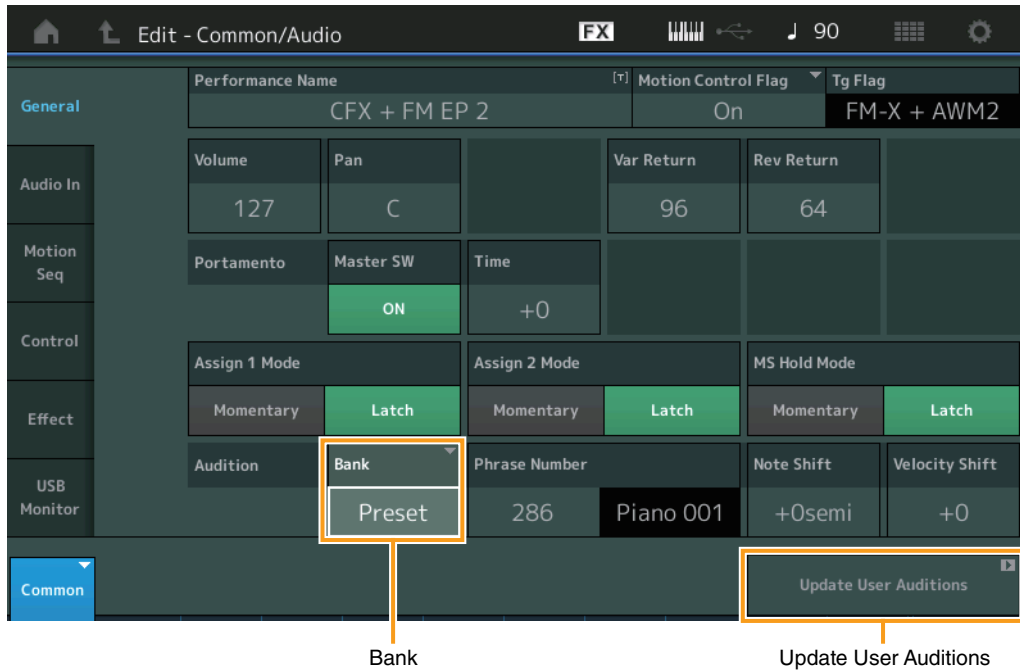 Edit - Common/Audio FX 90
Performance Name [T] Motion Control Flag Tg Flag
General
CFX + FM EP 2 On FM-X + AWM2
Volume Pan Var Return Rev Return
Audio In
127 C 96 64
Motion
Seq
Portamento Master SW Time
ON +0
Control
Assign 1 Mode Assign 2 Mode MS Hold Mode
Effect
Momentary Latch Momentary Latch Momentary Latch
Audition Bank Phrase Number Note Shift Velocity Shift
USB
Monitor
Preset 286 Piano 001 +0semi +0
Common Update User Auditions
Bank Update User Auditions